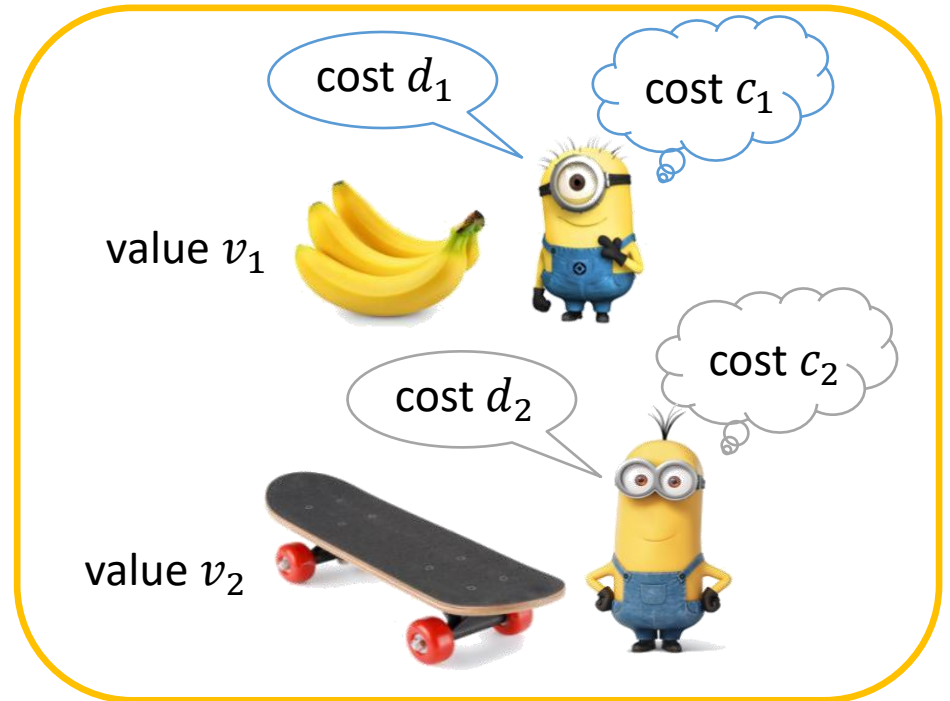 cost d₁
cost c₁
value v₁
cost c₂
cost d₂
value v₂